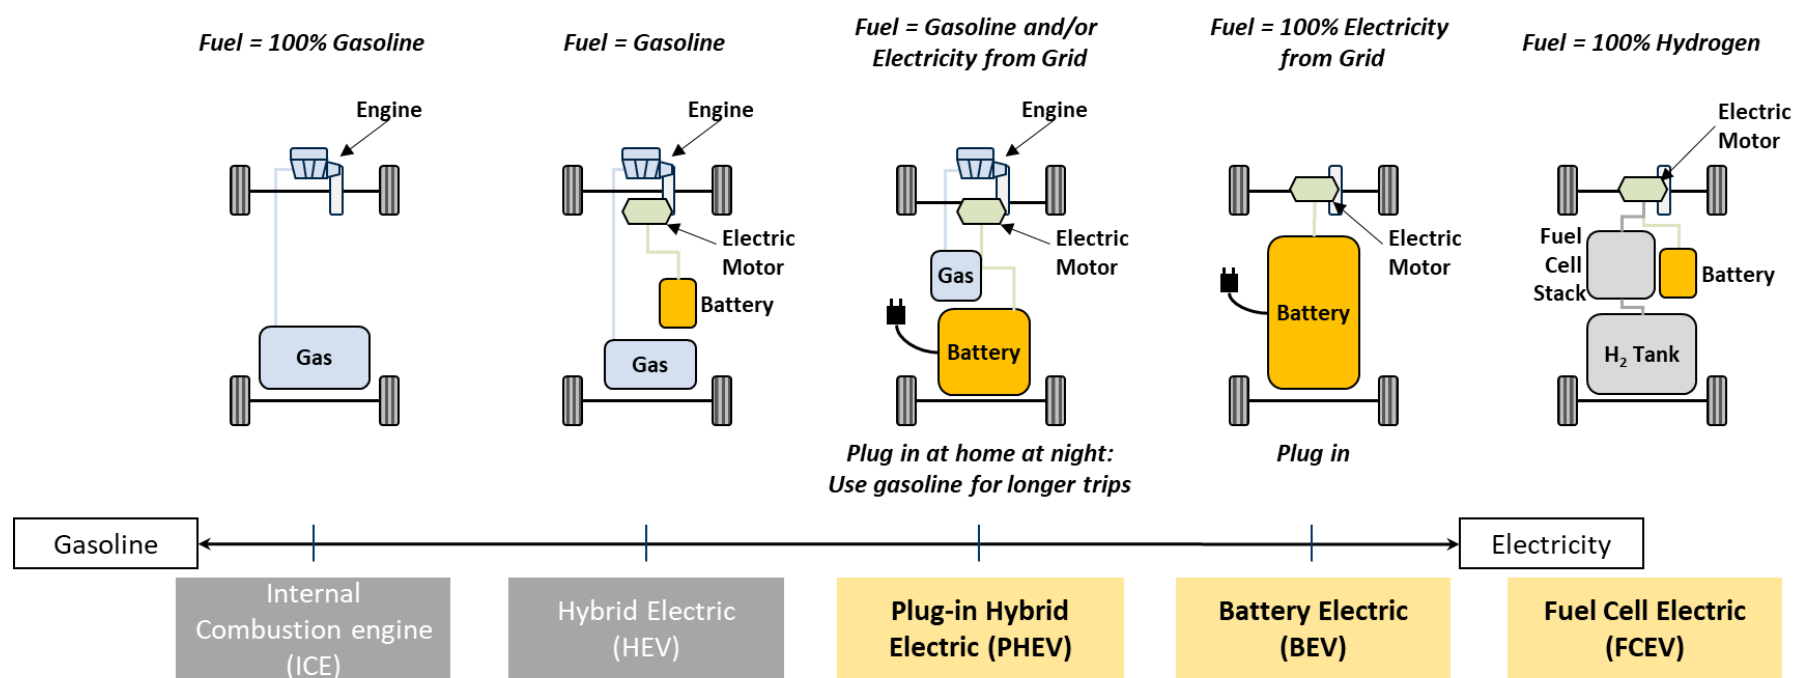 Fuel = 100% Gasoline
Fuel = Gasoline
Fuel = Gasoline and/or
Electricity from Grid
Fuel = 100% Electricity
from Grid
Fuel = 100% Hydrogen
Engine
Gas
Engine
Electric
Motor
Battery
Gas
Engine
Electric
Motor
Gas
Battery
Electric
Motor
Battery
Electric
Motor
Fuel
Cell
Stack
Battery
H₂ Tank
Plug in at home at night:
Use gasoline for longer trips
Plug in
Gasoline
Electricity
Internal
Combustion engine
(ICE)
Hybrid Electric
(HEV)
Plug-in Hybrid
Electric (PHEV)
Battery Electric
(BEV)
Fuel Cell Electric
(FCEV)